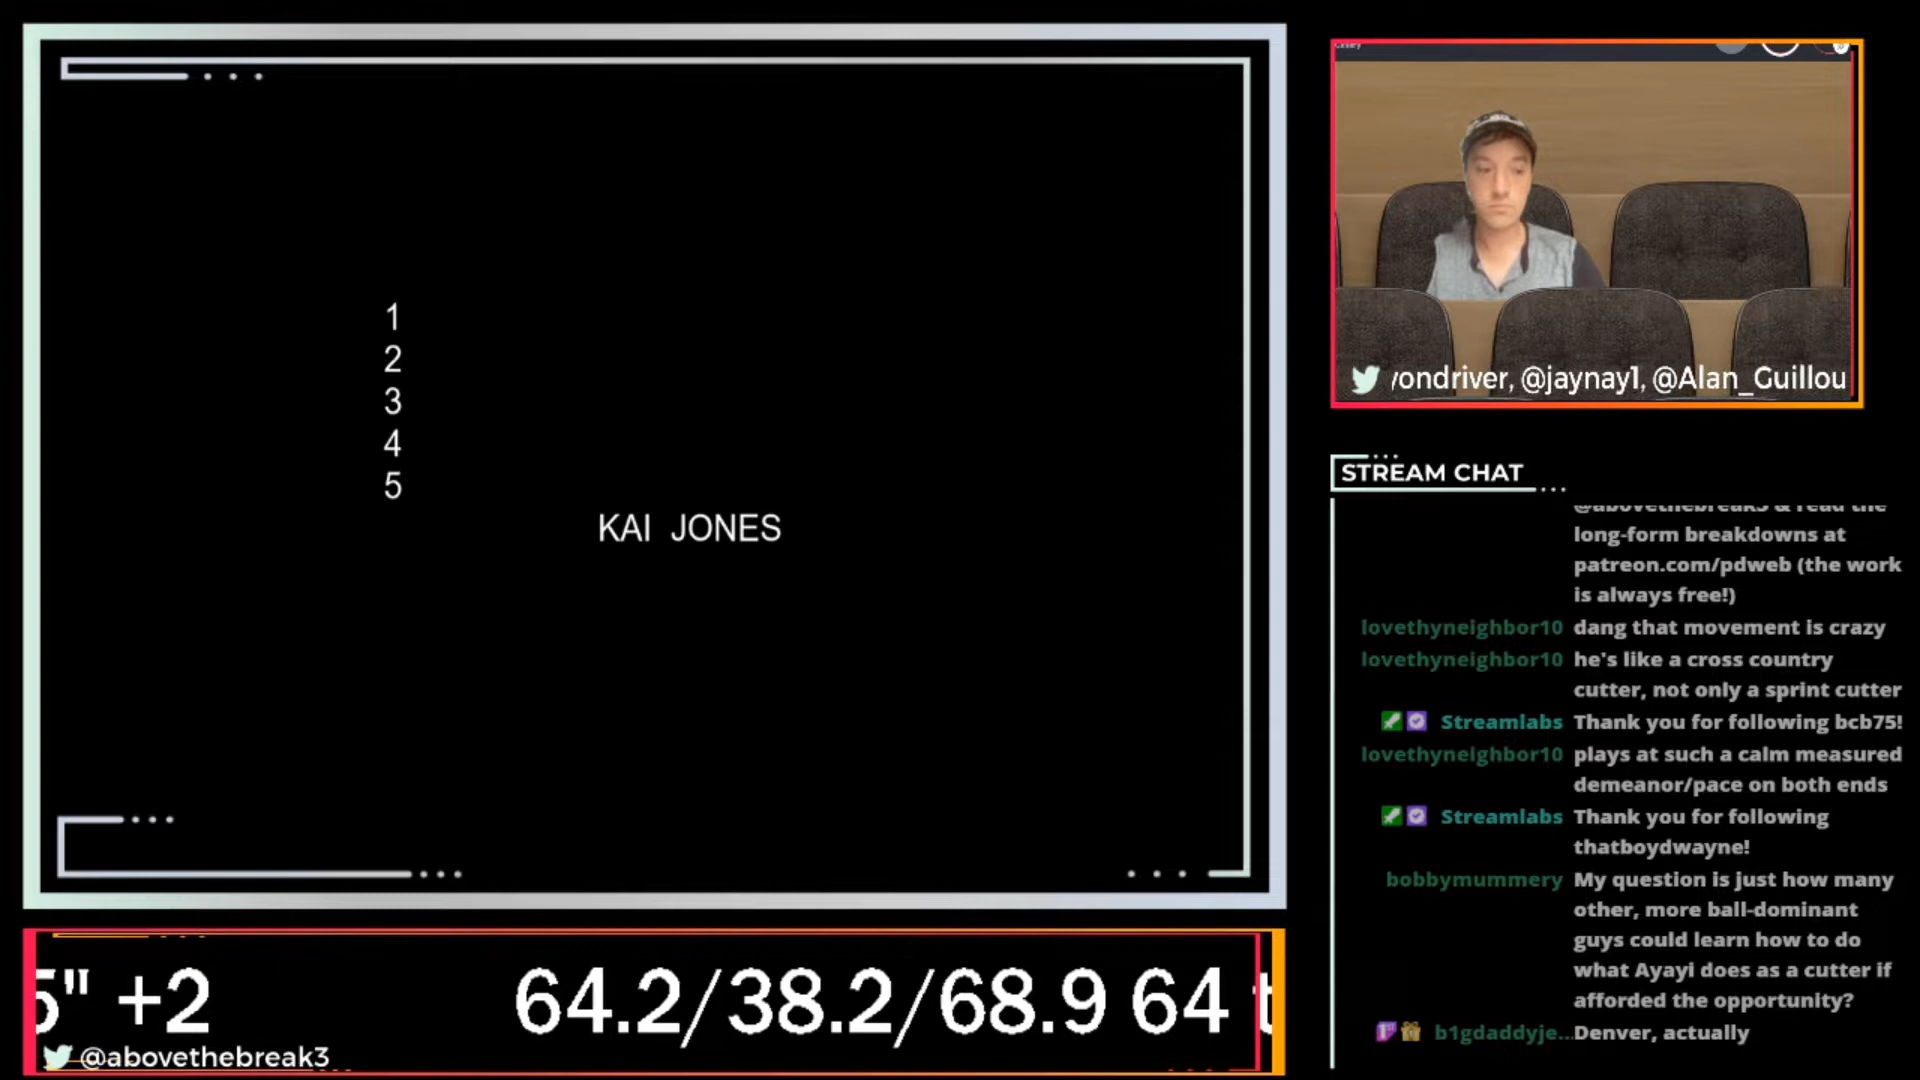 1
2
3
4
5
KAI JONES
5" +2 64.2/38.2/68.9 64
@abovethebreak3
/ondriver, @jaynay1, @Alan_Guillou
STREAM CHAT
@abovethebreak3 & read the
long-form breakdowns at
patreon.com/pdweb (the work
is always free!)
lovethyneighbor10 dang that movement is crazy
lovethyneighbor10 he's like a cross country
cutter, not only a sprint cutter
Streamlabs Thank you for following bcb75!
lovethyneighbor10 plays at such a calm measured
demeanor/pace on both ends
Streamlabs Thank you for following
thatboydwayne!
bobbymummery My question is just how many
other, more ball-dominant
guys could learn how to do
what Ayayi does as a cutter if
afforded the opportunity?
b1gdaddyje... Denver, actually